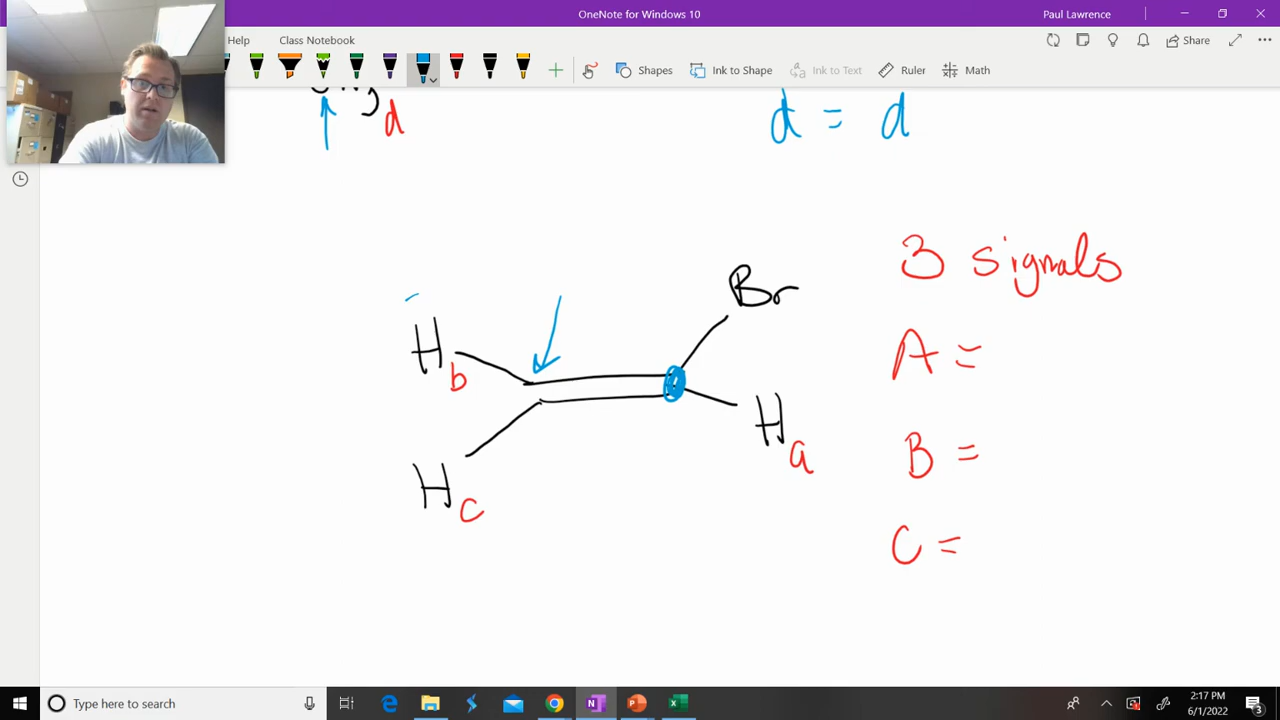 OneNote for Windows 10
Paul Lawrence
Help Class Notebook
Share
Shapes Ink to Shape Ink to Text Ruler Math
d
d = d
3 signals
Br
H b
A =
H a
B =
H c
C =
Type here to search
2:17 PM
6/1/2022
3